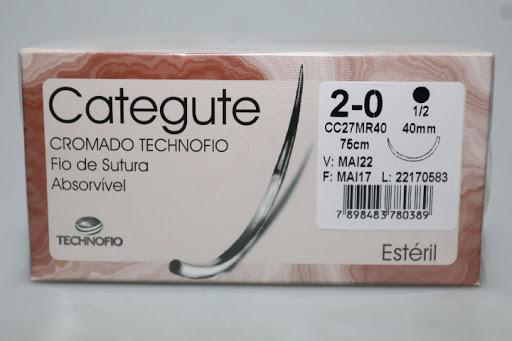 Categute
CROMADO TECHNOFIO
Fio de Sutura
Absorvível
TECHNOFIO
2-0
1/2
CC27MR40 40mm
75cm
V: MAI22
F: MAI17 L: 22170583
7 898483 780389
Estéril